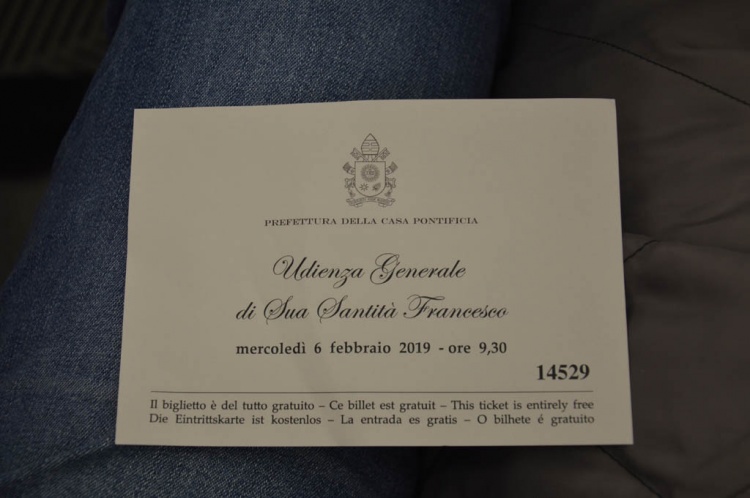 PREFETTURA DELLA CASA PONTIFICIA
Udienza Generale
di Sua Santità Francesco
mercoledì 6 febbraio 2019 - ore 9,30
14529
Il biglietto è del tutto gratuito – Ce billet est gratuit – This ticket is entirely free
Die Eintrittskarte ist kostenlos – La entrada es gratis – O bilhete é gratuito